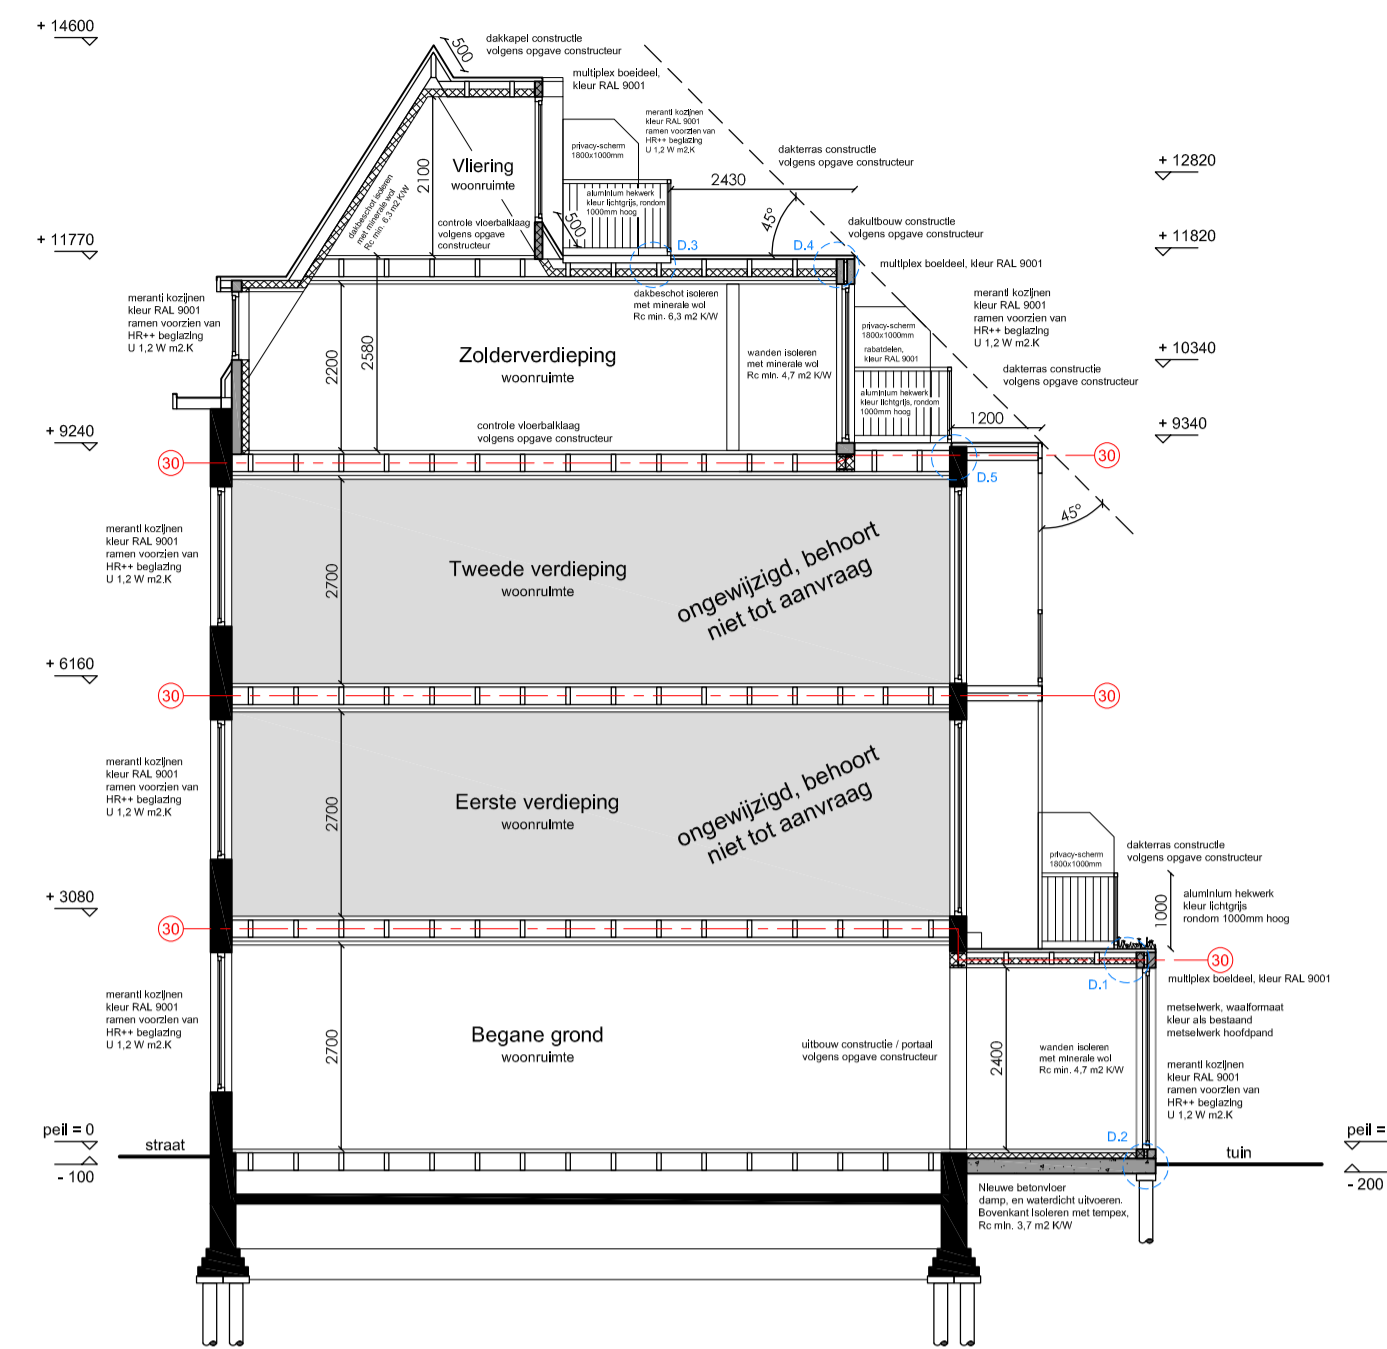 + 14600
500
dakkapel constructie
volgens opgave constructeur
multiplex boeideel,
kleur RAL 9001
meranti kozijnen
kleur RAL 9001
ramen voorzien van
HR++ beglazing
U 1,2 W m2.K
privacy-scherm
1800x1000mm
dakterras constructie
volgens opgave constructeur
+ 12820
Vliering
woonruimte
2100
2430
dakbeschot isoleren
met minerale wol
Rc min. 6,3 m2 K/W
aluminium hekwerk
kleur lichtgrijs, rondom
1000mm hoog
500
45°
controle vloerbalklaag
volgens opgave
constructeur
dakuitbouw constructie
volgens opgave constructeur
+ 11770
+ 11820
D.3
D.4
multiplex boeideel, kleur RAL 9001
meranti kozijnen
kleur RAL 9001
ramen voorzien van
HR++ beglazing
U 1,2 W m2.K
dakbeschot isoleren
met minerale wol
Rc min. 6,3 m2 K/W
meranti kozijnen
kleur RAL 9001
ramen voorzien van
HR++ beglazing
U 1,2 W m2.K
privacy-scherm
1800x1000mm
rabatdelen,
kleur RAL 9001
2200
2580
Zolderverdieping
woonruimte
wanden isoleren
met minerale wol
Rc min. 4,7 m2 K/W
+ 10340
dakterras constructie
volgens opgave constructeur
aluminium hekwerk
kleur lichtgrijs, rondom
1000mm hoog
1200
controle vloerbalklaag
volgens opgave constructeur
+ 9240
+ 9340
30
30
D.5
45°
meranti kozijnen
kleur RAL 9001
ramen voorzien van
HR++ beglazing
U 1,2 W m2.K
2700
Tweede verdieping
woonruimte
ongewijzigd, behoort
niet tot aanvraag
+ 6160
30
30
meranti kozijnen
kleur RAL 9001
ramen voorzien van
HR++ beglazing
U 1,2 W m2.K
2700
Eerste verdieping
woonruimte
ongewijzigd, behoort
niet tot aanvraag
privacy-scherm
1800x1000mm
dakterras constructie
volgens opgave constructeur
1000
aluminium hekwerk
kleur lichtgrijs
rondom 1000mm hoog
+ 3080
30
30
D.1
multiplex boeideel, kleur RAL 9001
meranti kozijnen
kleur RAL 9001
ramen voorzien van
HR++ beglazing
U 1,2 W m2.K
2700
Begane grond
woonruimte
uitbouw constructie / portaal
volgens opgave constructeur
2400
wanden isoleren
met minerale wol
Rc min. 4,7 m2 K/W
metselwerk, waalformaat
kleur als bestaand
metselwerk hoofdpand
meranti kozijnen
kleur RAL 9001
ramen voorzien van
HR++ beglazing
U 1,2 W m2.K
peil = 0
- 100
straat
D.2
tuin
peil =
- 200
Nieuwe betonvloer
damp, en waterdicht uitvoeren.
Bovenkant isoleren met tempex,
Rc min. 3,7 m2 K/W